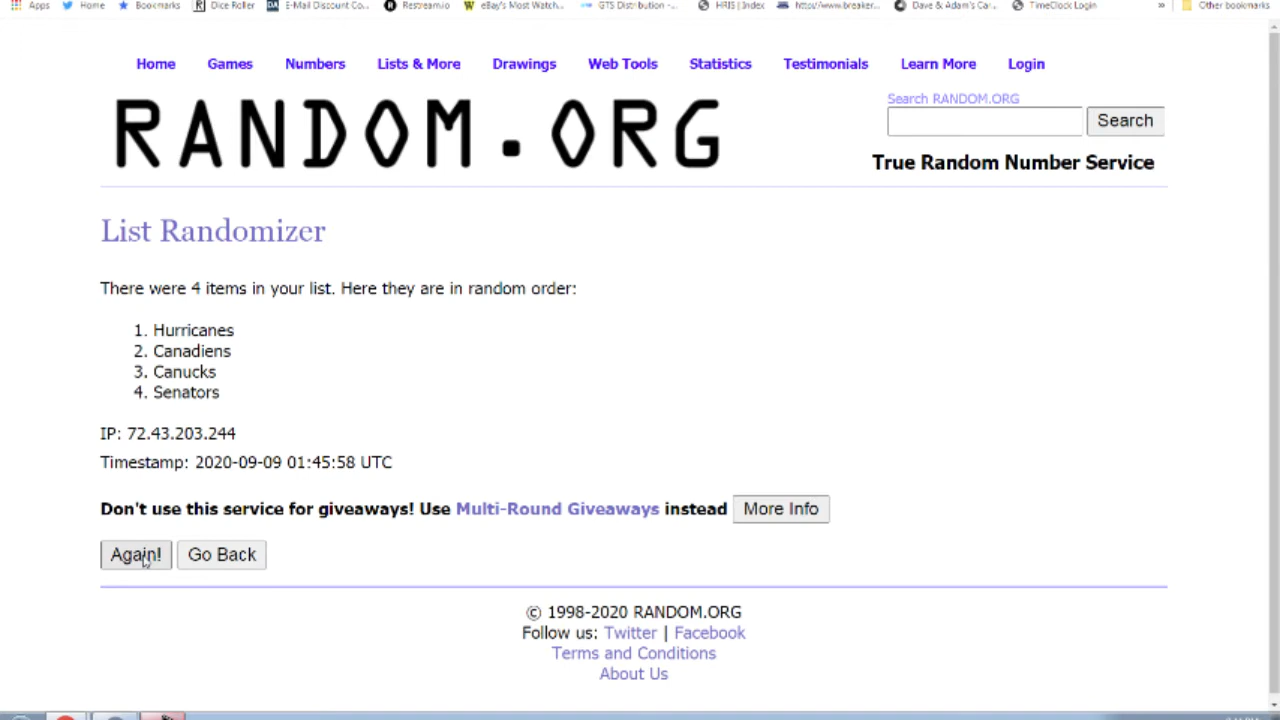 Apps Home Bookmarks Dice Roller E-Mail Discount Co... Restream.io eBay's Most Watch... GTS Distribution -... HRIS | Index http://www.breaker... Dave & Adam's Car... TimeClock Login » Other bookmarks
Home Games Numbers Lists & More Drawings Web Tools Statistics Testimonials Learn More Login
RANDOM.ORG
Search RANDOM.ORG
Search
True Random Number Service
List Randomizer
There were 4 items in your list. Here they are in random order:
1. Hurricanes
2. Canadiens
3. Canucks
4. Senators
IP: 72.43.203.244
Timestamp: 2020-09-09 01:45:58 UTC
Don't use this service for giveaways! Use Multi-Round Giveaways instead More Info
Again! Go Back
© 1998-2020 RANDOM.ORG
Follow us: Twitter | Facebook
Terms and Conditions
About Us